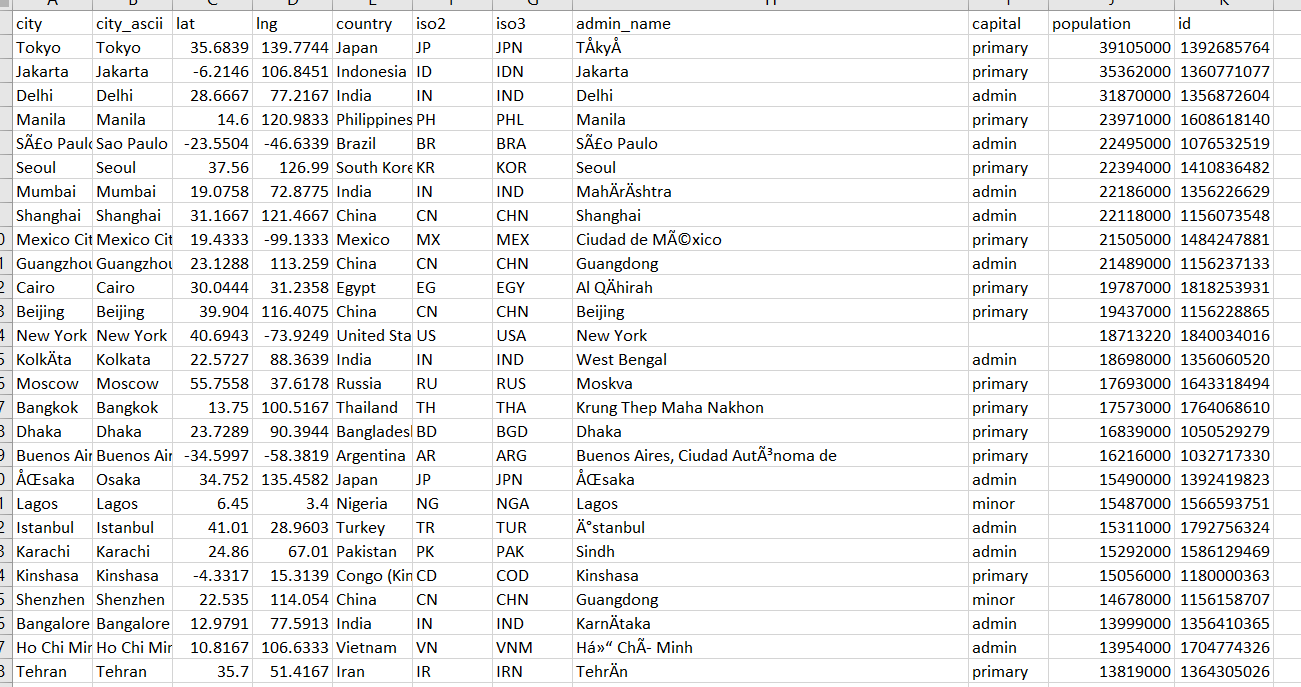 city city_ascii lat lng country iso2 iso3 admin_name capital population id
Tokyo Tokyo 35.6839 139.7744 Japan JP JPN TÅkyÅ primary 39105000 1392685764
Jakarta Jakarta -6.2146 106.8451 Indonesia ID IDN Jakarta primary 35362000 1360771077
Delhi Delhi 28.6667 77.2167 India IN IND Delhi admin 31870000 1356872604
Manila Manila 14.6 120.9833 Philippines PH PHL Manila primary 23971000 1608618140
SÃ£o Paulo Sao Paulo -23.5504 -46.6339 Brazil BR BRA SÃ£o Paulo admin 22495000 1076532519
Seoul Seoul 37.56 126.99 South Kore KR KOR Seoul primary 22394000 1410836482
Mumbai Mumbai 19.0758 72.8775 India IN IND MahÄrÄshtra admin 22186000 1356226629
Shanghai Shanghai 31.1667 121.4667 China CN CHN Shanghai admin 22118000 1156073548
Mexico Cit Mexico Cit 19.4333 -99.1333 Mexico MX MEX Ciudad de MÃ©xico primary 21505000 1484247881
Guangzhou Guangzhou 23.1288 113.259 China CN CHN Guangdong admin 21489000 1156237133
Cairo Cairo 30.0444 31.2358 Egypt EG EGY Al QÄhirah primary 19787000 1818253931
Beijing Beijing 39.904 116.4075 China CN CHN Beijing primary 19437000 1156228865
New York New York 40.6943 -73.9249 United Sta US USA New York 18713220 1840034016
KolkÄta Kolkata 22.5727 88.3639 India IN IND West Bengal admin 18698000 1356060520
Moscow Moscow 55.7558 37.6178 Russia RU RUS Moskva primary 17693000 1643318494
Bangkok Bangkok 13.75 100.5167 Thailand TH THA Krung Thep Maha Nakhon primary 17573000 1764068610
Dhaka Dhaka 23.7289 90.3944 Banglades BD BGD Dhaka primary 16839000 1050529279
Buenos Air Buenos Air -34.5997 -58.3819 Argentina AR ARG Buenos Aires, Ciudad AutÃ³noma de primary 16216000 1032717330
ÅŒsaka Osaka 34.752 135.4582 Japan JP JPN ÅŒsaka admin 15490000 1392419823
Lagos Lagos 6.45 3.4 Nigeria NG NGA Lagos minor 15487000 1566593751
Istanbul Istanbul 41.01 28.9603 Turkey TR TUR Ä°stanbul admin 15311000 1792756324
Karachi Karachi 24.86 67.01 Pakistan PK PAK Sindh admin 15292000 1586129469
Kinshasa Kinshasa -4.3317 15.3139 Congo (Kin CD COD Kinshasa primary 15056000 1180000363
Shenzhen Shenzhen 22.535 114.054 China CN CHN Guangdong minor 14678000 1156158707
Bangalore Bangalore 12.9791 77.5913 India IN IND KarnÄtaka admin 13999000 1356410365
Ho Chi Mir Ho Chi Mir 10.8167 106.6333 Vietnam VN VNM Há»“ ChÃ- Minh admin 13954000 1704774326
Tehran Tehran 35.7 51.4167 Iran IR IRN TehrÄn primary 13819000 1364305026